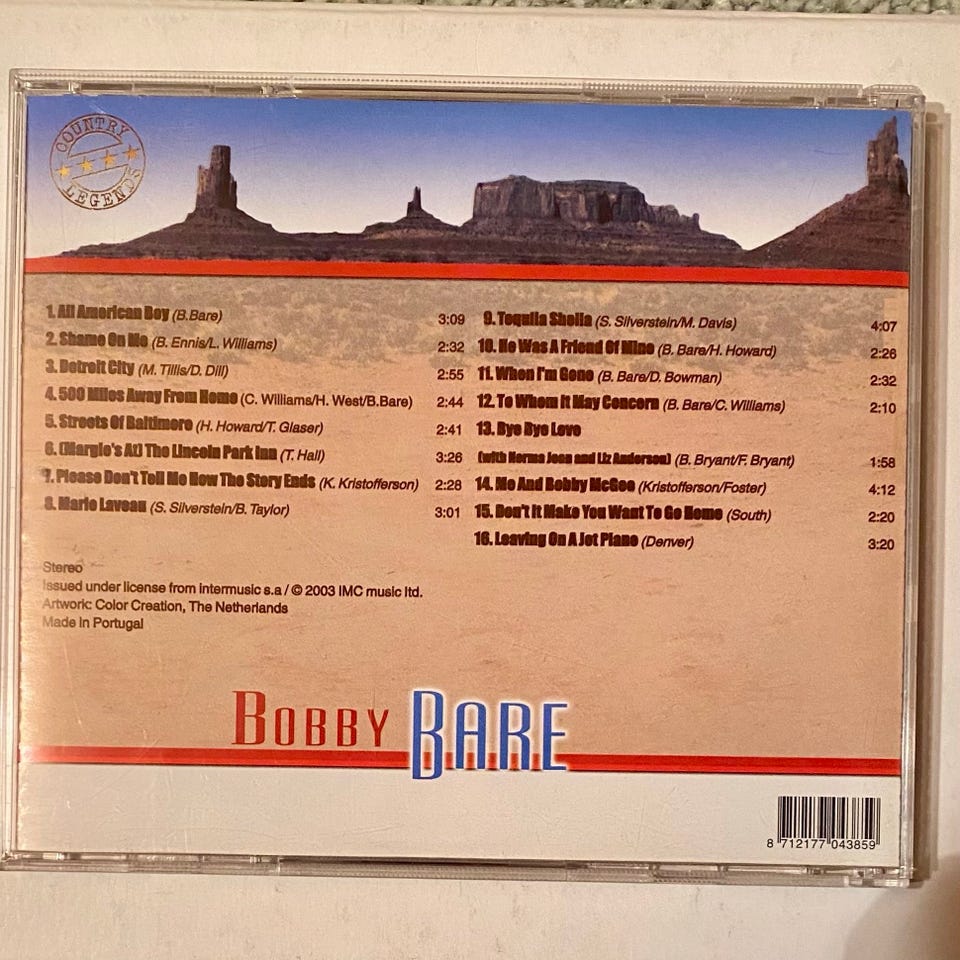 COUNTRY
LEGENDS
1. All American Boy (B.Bare) 3:09
2. Shame On Me (B. Ennis/L. Williams) 2:32
3. Detroit City (M. Tillis/D. Dill) 2:55
4. 500 Miles Away From Home (C. Williams/H. West/B.Bare) 2:44
5. Streets Of Baltimore (H. Howard/T. Glaser) 2:41
6. (Margie's At) The Lincoln Park Inn (T. Hall) 3:26
7. Please Don't Tell Me How The Story Ends (K. Kristofferson) 2:28
8. Marie Laveau (S. Silverstein/B. Taylor) 3:01
9. Tequila Sheila (S. Silverstein/M. Davis) 4:07
10. He Was A Friend Of Mine (B. Bare/H. Howard) 2:26
11. When I'm Gone (B. Bare/D. Bowman) 2:32
12. To Whom It May Concern (B. Bare/C. Williams) 2:10
13. Bye Bye Love
(with Norma Jean and Liz Anderson) (B. Bryant/F. Bryant) 1:58
14. Me And Bobby McGee (Kristofferson/Foster) 4:12
15. Don't It Make You Want To Go Home (South) 2:20
16. Leaving On A Jet Plane (Denver) 3:20
Stereo
Issued under license from intermusic s.a / © 2003 IMC music ltd.
Artwork: Color Creation, The Netherlands
Made in Portugal
BOBBY BARE
8 712177 043859